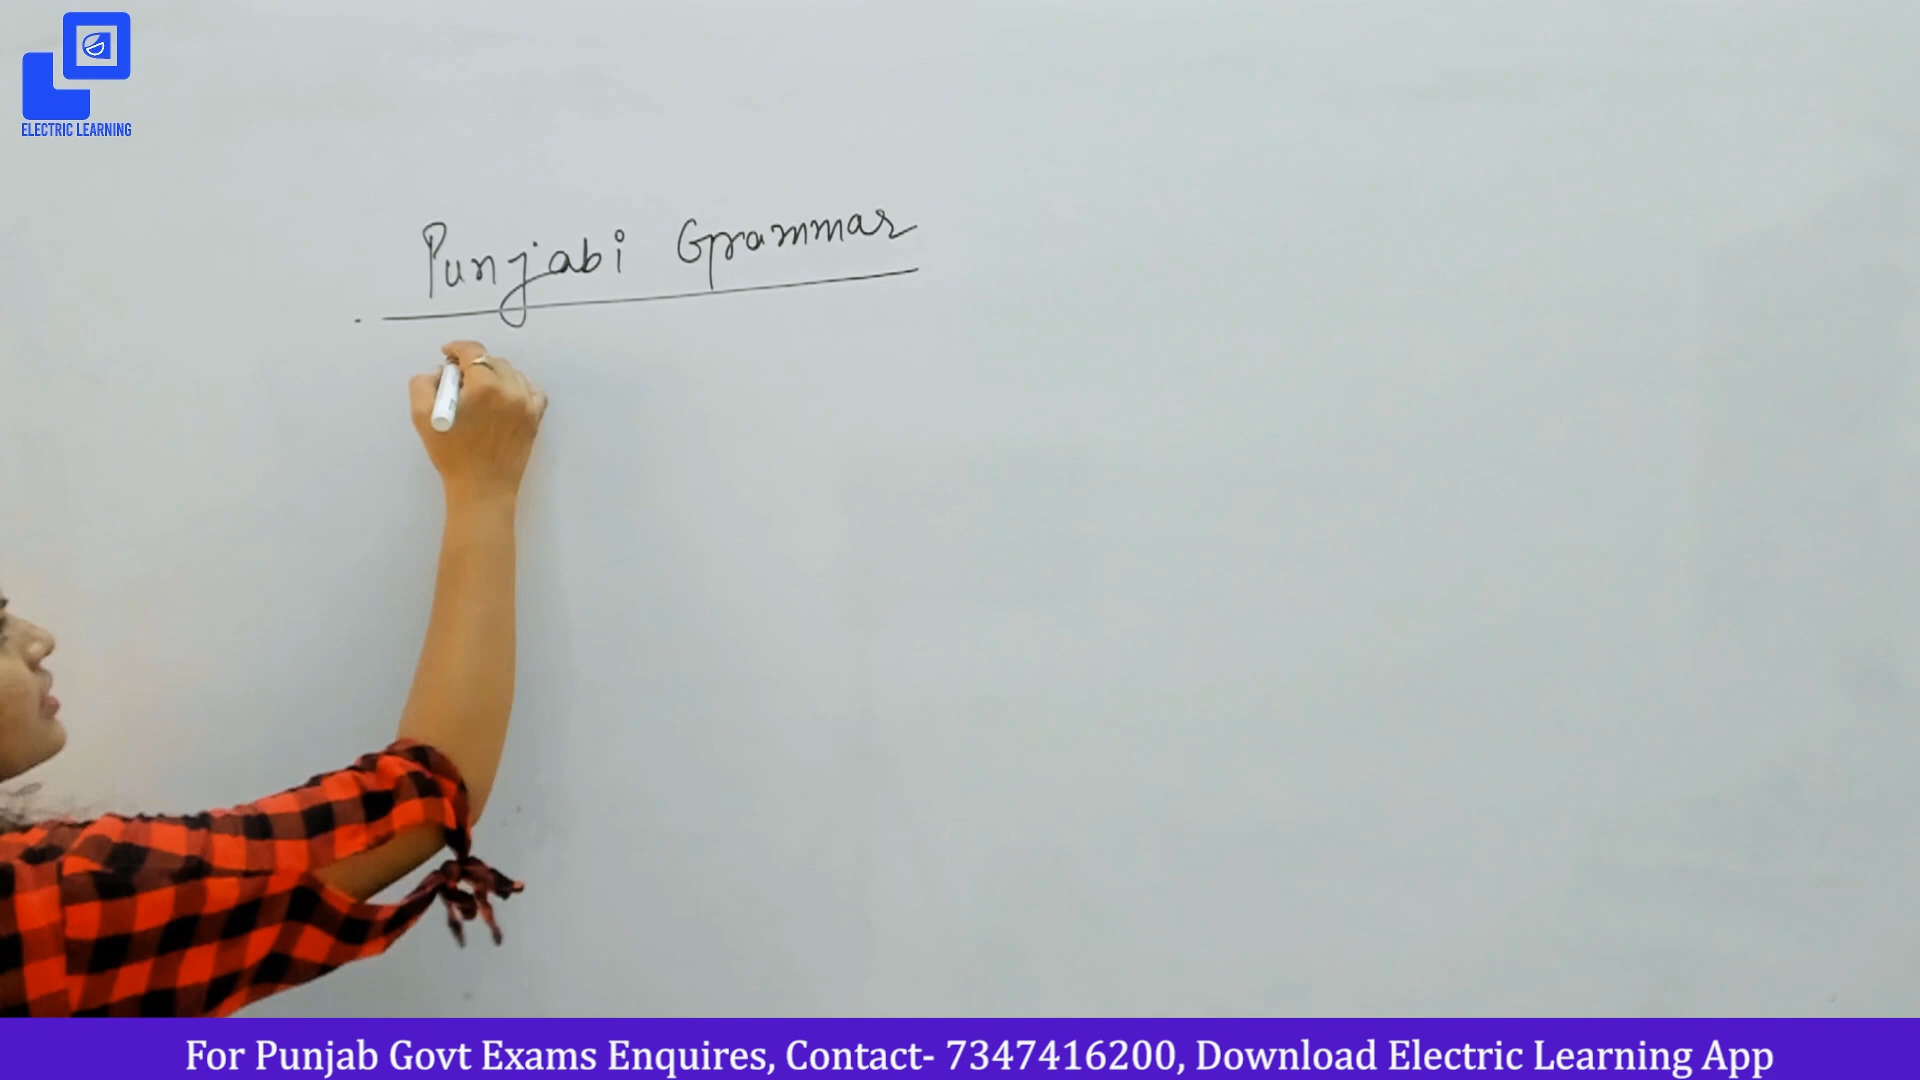 ELECTRIC LEARNING
Punjabi Grammar
For Punjab Govt Exams Enquires, Contact- 7347416200, Download Electric Learning App